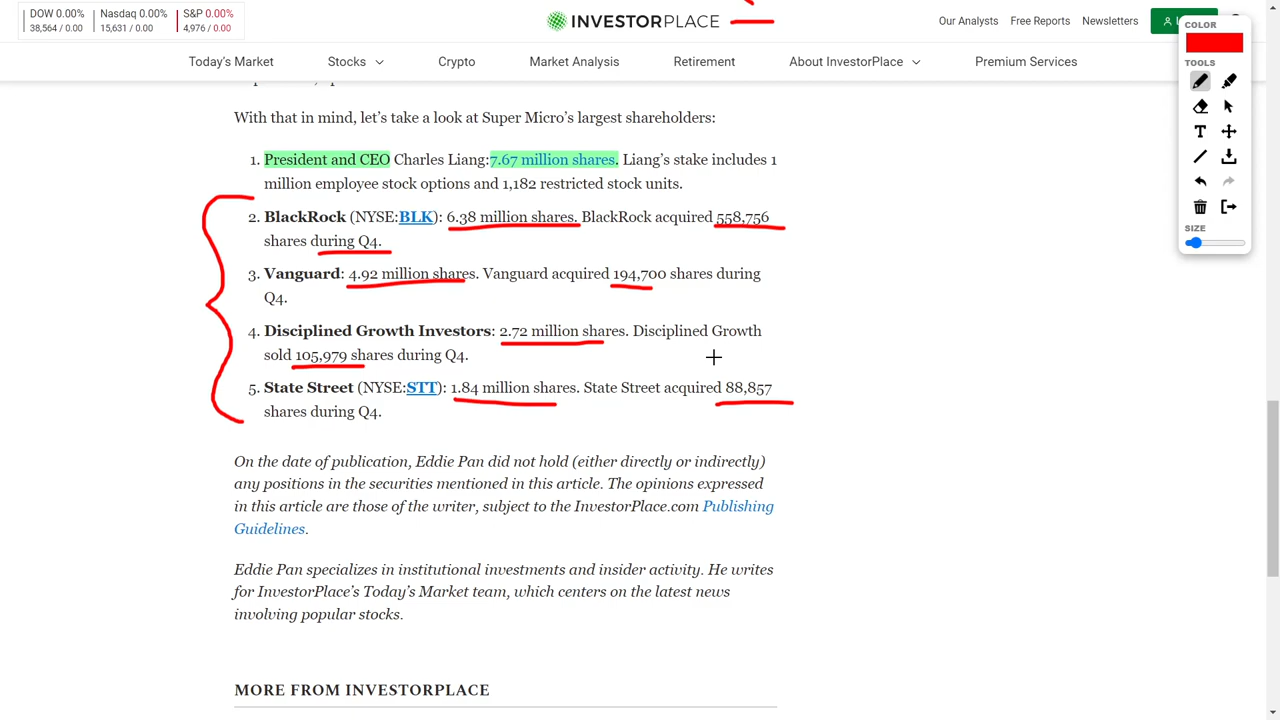 DOW 0.00% Nasdaq 0.00% S&P 0.00%
38,564 / 0.00 15,631 / 0.00 4,976 / 0.00
INVESTORPLACE
Our Analysts Free Reports Newsletters
Today's Market Stocks Crypto Market Analysis Retirement About InvestorPlace Premium Services
COLOR
TOOLS
T
SIZE
With that in mind, let's take a look at Super Micro's largest shareholders:
1. President and CEO Charles Liang: 7.67 million shares. Liang's stake includes 1
million employee stock options and 1,182 restricted stock units.
2. BlackRock (NYSE:BLK): 6.38 million shares. BlackRock acquired 558,756
shares during Q4.
3. Vanguard: 4.92 million shares. Vanguard acquired 194,700 shares during
Q4.
4. Disciplined Growth Investors: 2.72 million shares. Disciplined Growth
sold 105,979 shares during Q4.
5. State Street (NYSE:STT): 1.84 million shares. State Street acquired 88,857
shares during Q4.
On the date of publication, Eddie Pan did not hold (either directly or indirectly)
any positions in the securities mentioned in this article. The opinions expressed
in this article are those of the writer, subject to the InvestorPlace.com Publishing
Guidelines.
Eddie Pan specializes in institutional investments and insider activity. He writes
for InvestorPlace's Today's Market team, which centers on the latest news
involving popular stocks.
MORE FROM INVESTORPLACE